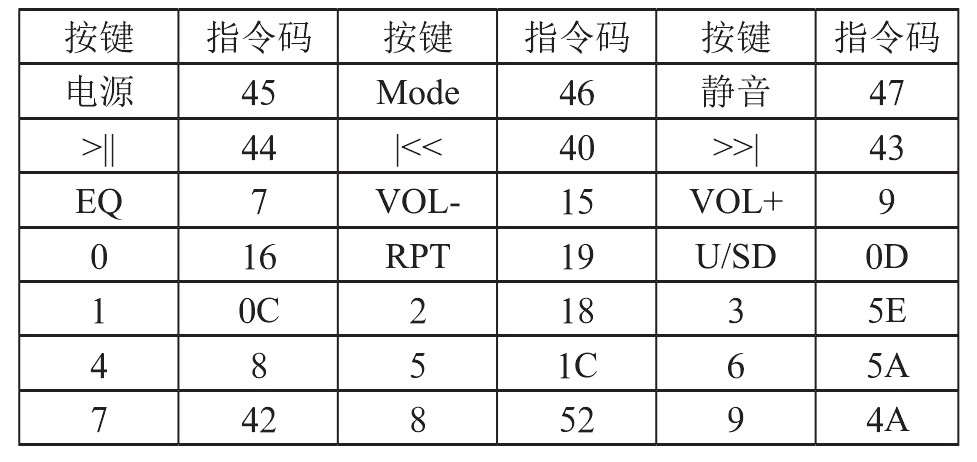 按键 指令码 按键 指令码 按键 指令码
电源 45 Mode 46 静音 47
>|| 44 |<< 40 >>| 43
EQ 7 VOL- 15 VOL+ 9
0 16 RPT 19 U/SD 0D
1 0C 2 18 3 5E
4 8 5 1C 6 5A
7 42 8 52 9 4A